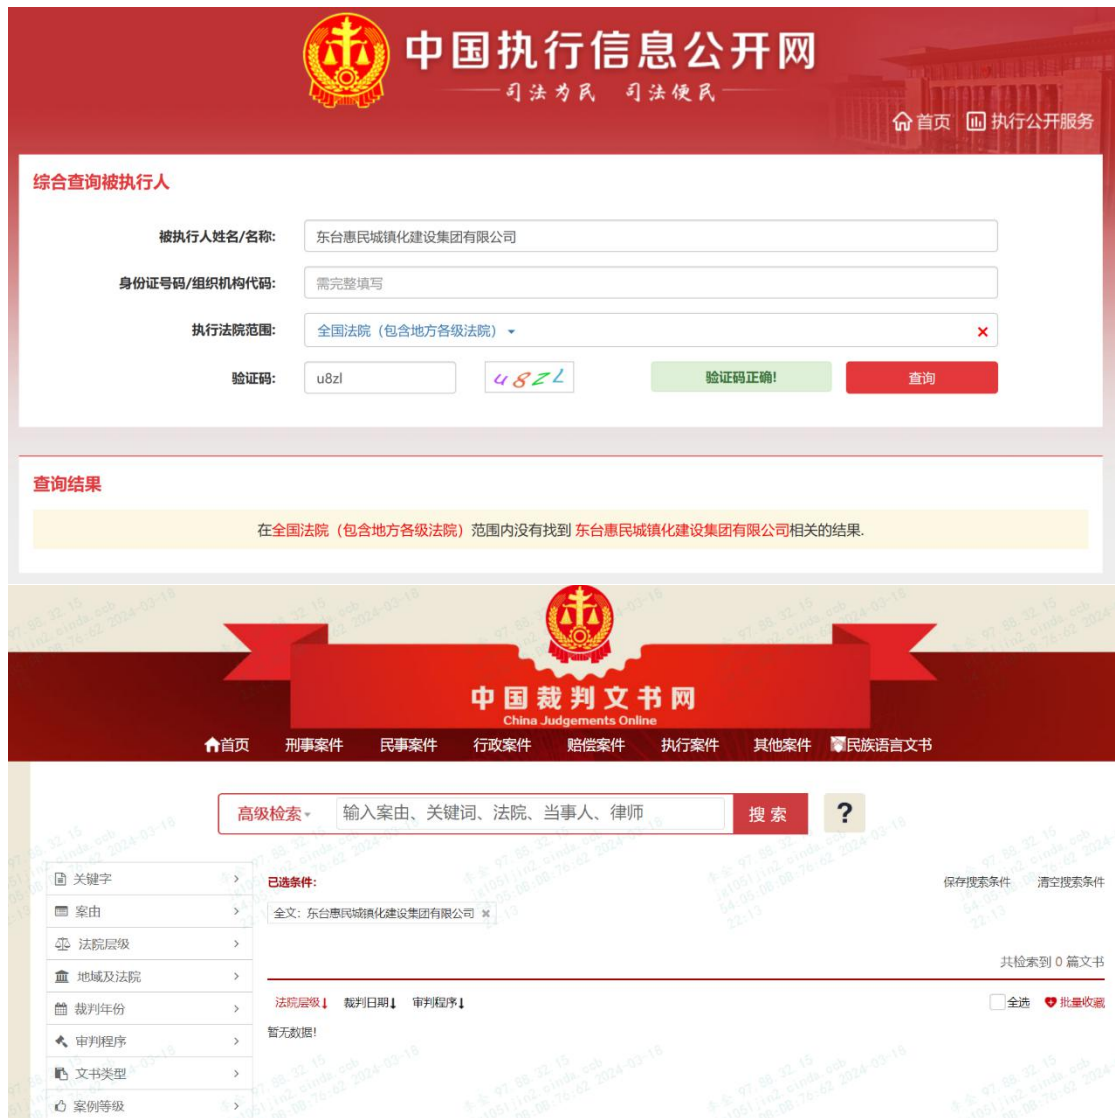 中国执行信息公开网
司法为民 司法便民
首页 执行公开服务
综合查询被执行人
被执行人姓名/名称: 东台惠民城镇化建设集团有限公司
身份证号码/组织机构代码: 需完整填写
执行法院范围: 全国法院（包含地方各级法院）
验证码: u8zl u8zL 验证码正确! 查询
查询结果
在全国法院（包含地方各级法院）范围内没有找到 东台惠民城镇化建设集团有限公司相关的结果.
中国裁判文书网
China Judgements Online
首页 刑事案件 民事案件 行政案件 赔偿案件 执行案件 其他案件 民族语言文书
高级检索 输入案由、关键词、法院、当事人、律师 搜索 ?
关键字
已选条件: 保存搜索条件 清空搜索条件
案由
全文: 东台惠民城镇化建设集团有限公司
法院层级
共检索到 0 篇文书
地域及法院
裁判年份
法院层级 裁判日期 审判程序 全选 批量收藏
暂无数据!
审判程序
文书类型
案例等级